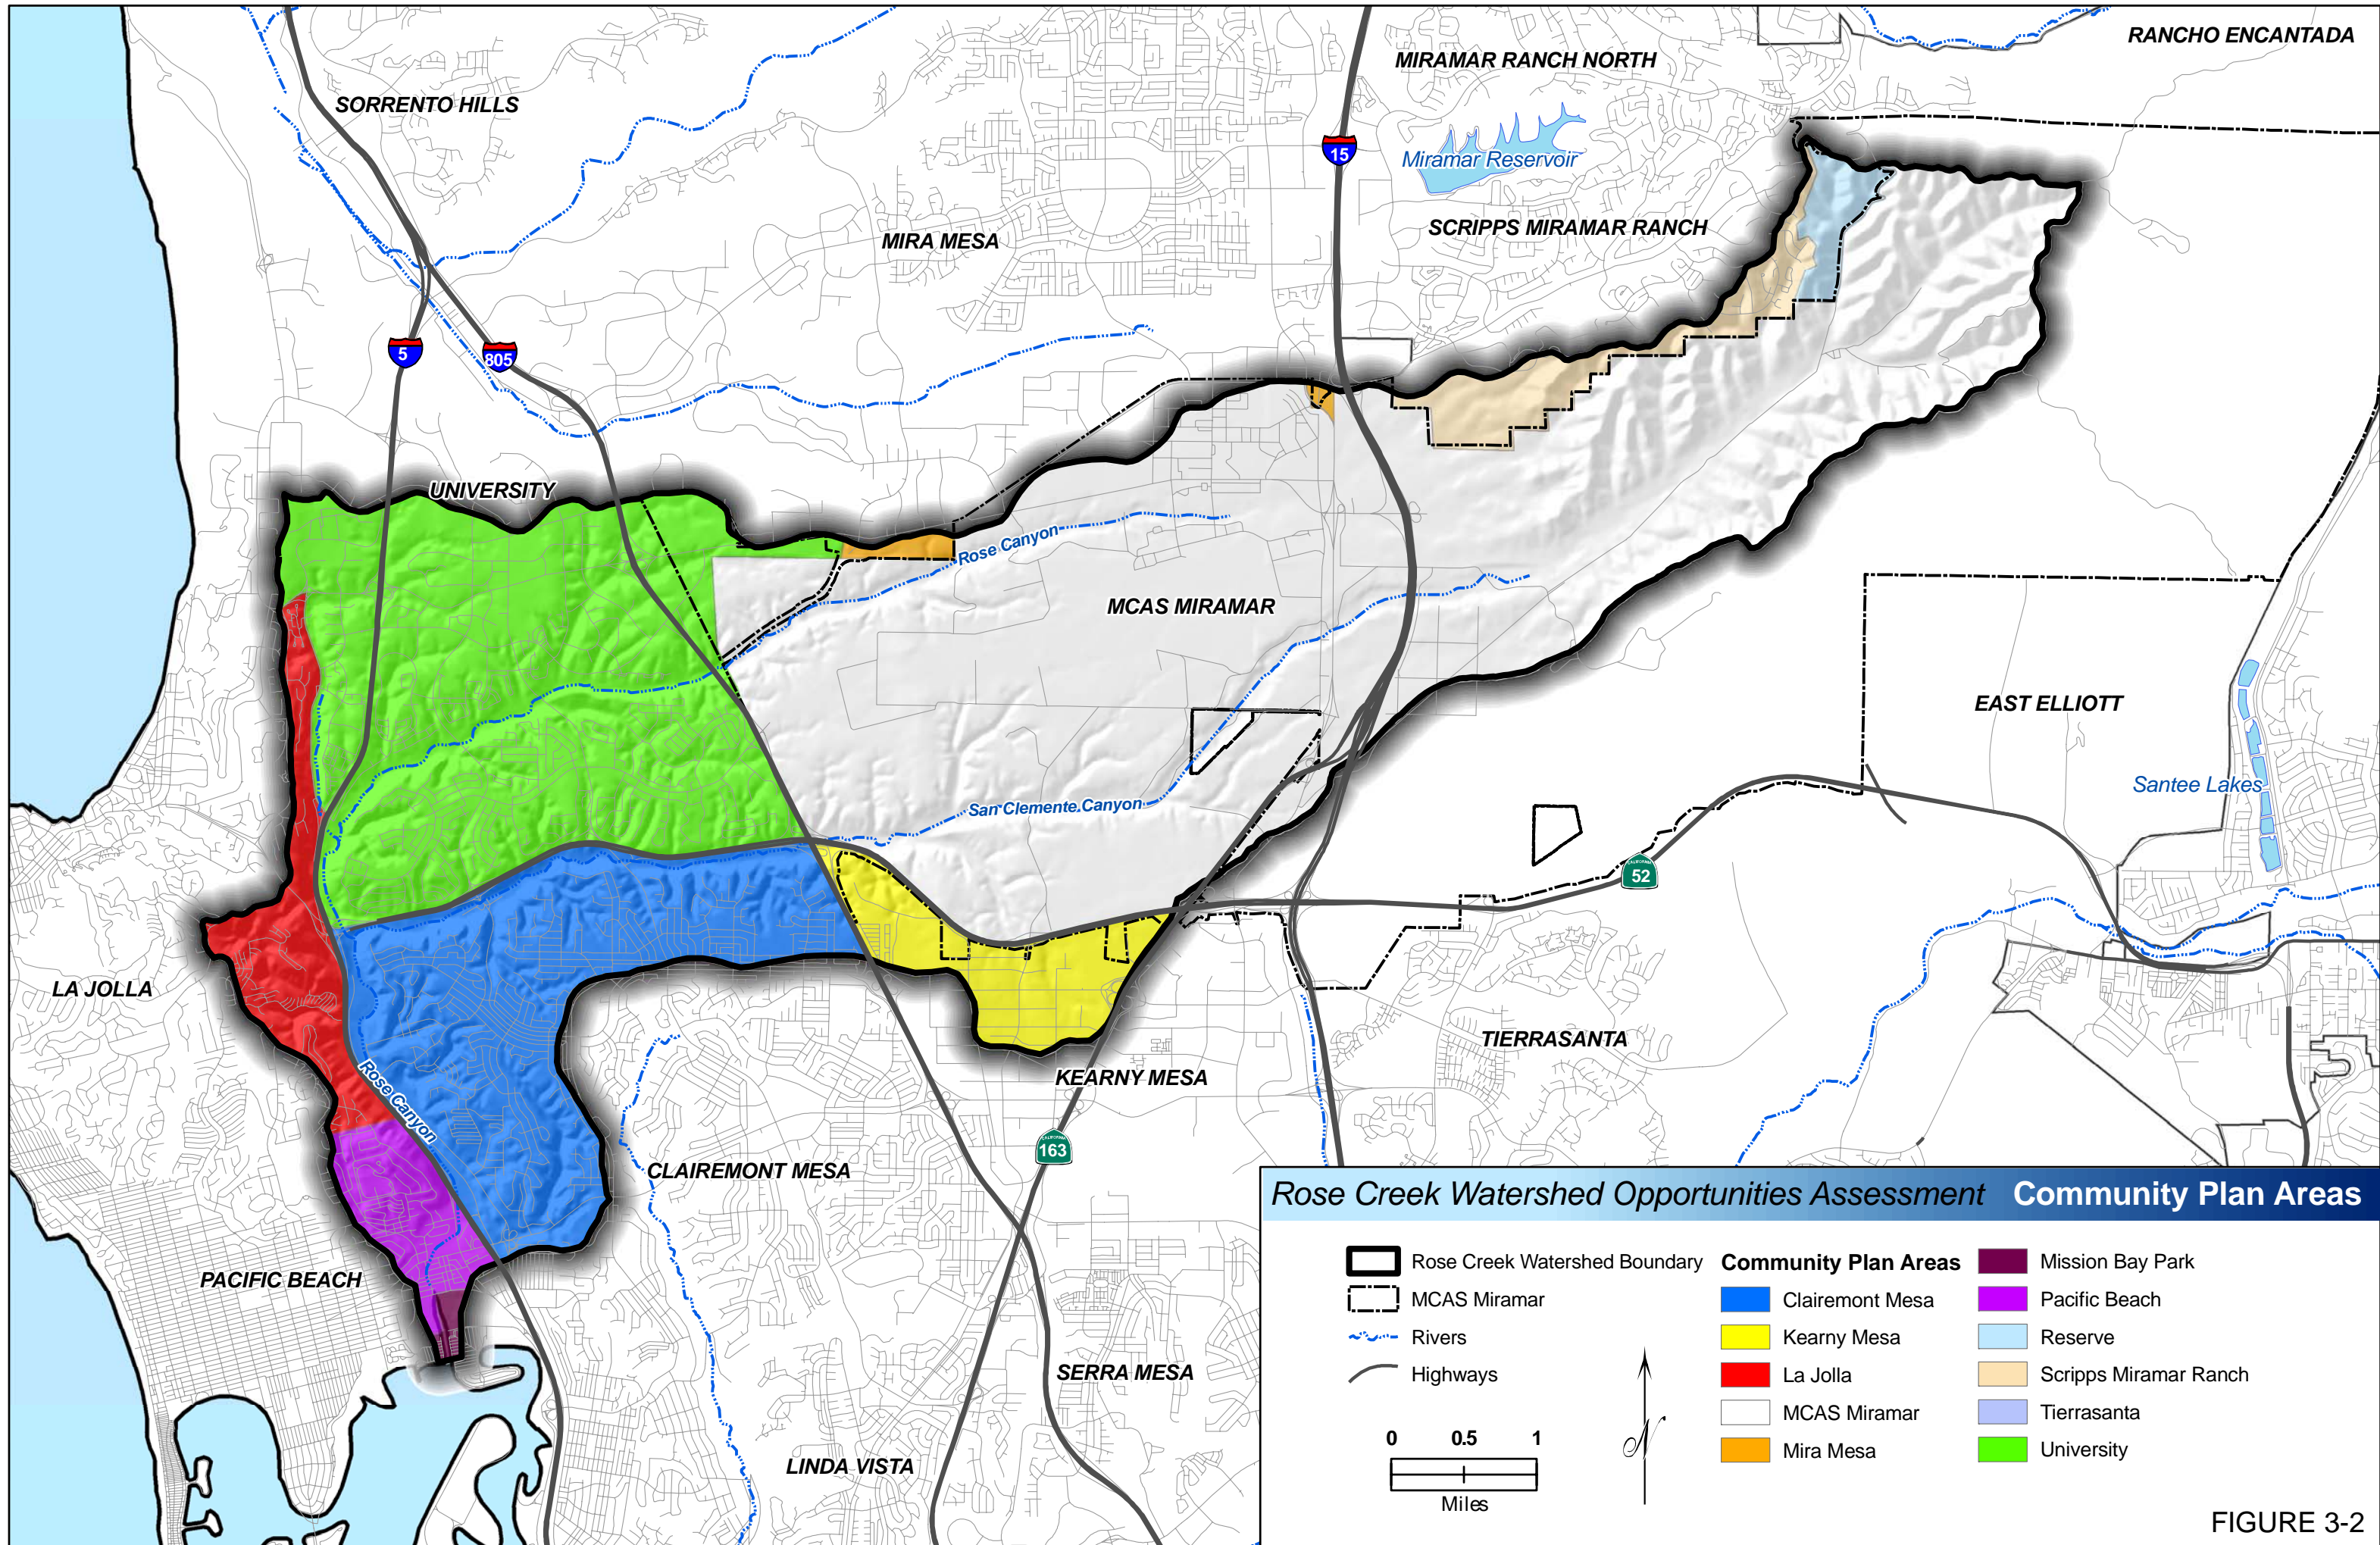 RANCHO ENCANTADA
MIRAMAR RANCH NORTH
SORRENTO HILLS
15
Miramar Reservoir
SCRIPPS MIRAMAR RANCH
MIRA MESA
5
805
UNIVERSITY
Rose Canyon
MCAS MIRAMAR
EAST ELLIOTT
Santee Lakes
San Clemente Canyon
CALIFORNIA
52
LA JOLLA
TIERRASANTA
KEARNY MESA
Rose Canyon
CALIFORNIA
163
CLAIREMONT MESA
PACIFIC BEACH
SERRA MESA
LINDA VISTA
Rose Creek Watershed Opportunities Assessment Community Plan Areas
Rose Creek Watershed Boundary
MCAS Miramar
Rivers
Highways
0 0.5 1
Miles
N
Community Plan Areas
Clairemont Mesa
Kearny Mesa
La Jolla
MCAS Miramar
Mira Mesa
Mission Bay Park
Pacific Beach
Reserve
Scripps Miramar Ranch
Tierrasanta
University
FIGURE 3-2